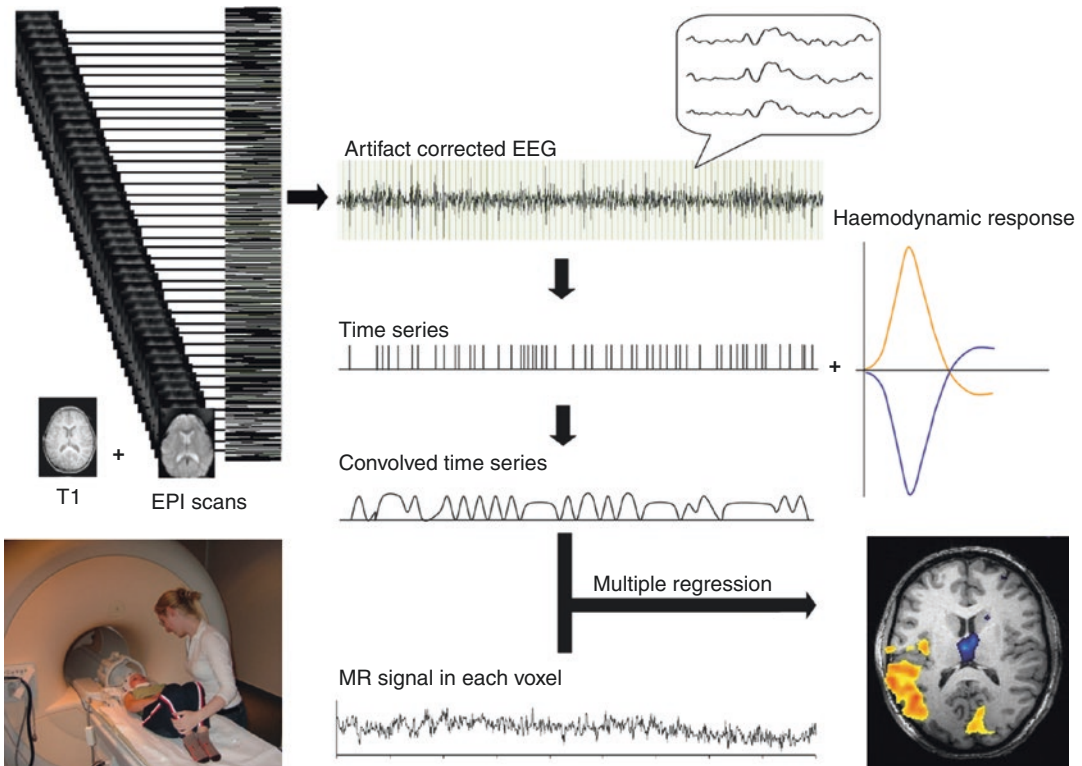 Artifact corrected EEG
Haemodynamic response
Time series
+
+
T1
EPI scans
Convolved time series
Multiple regression
MR signal in each voxel